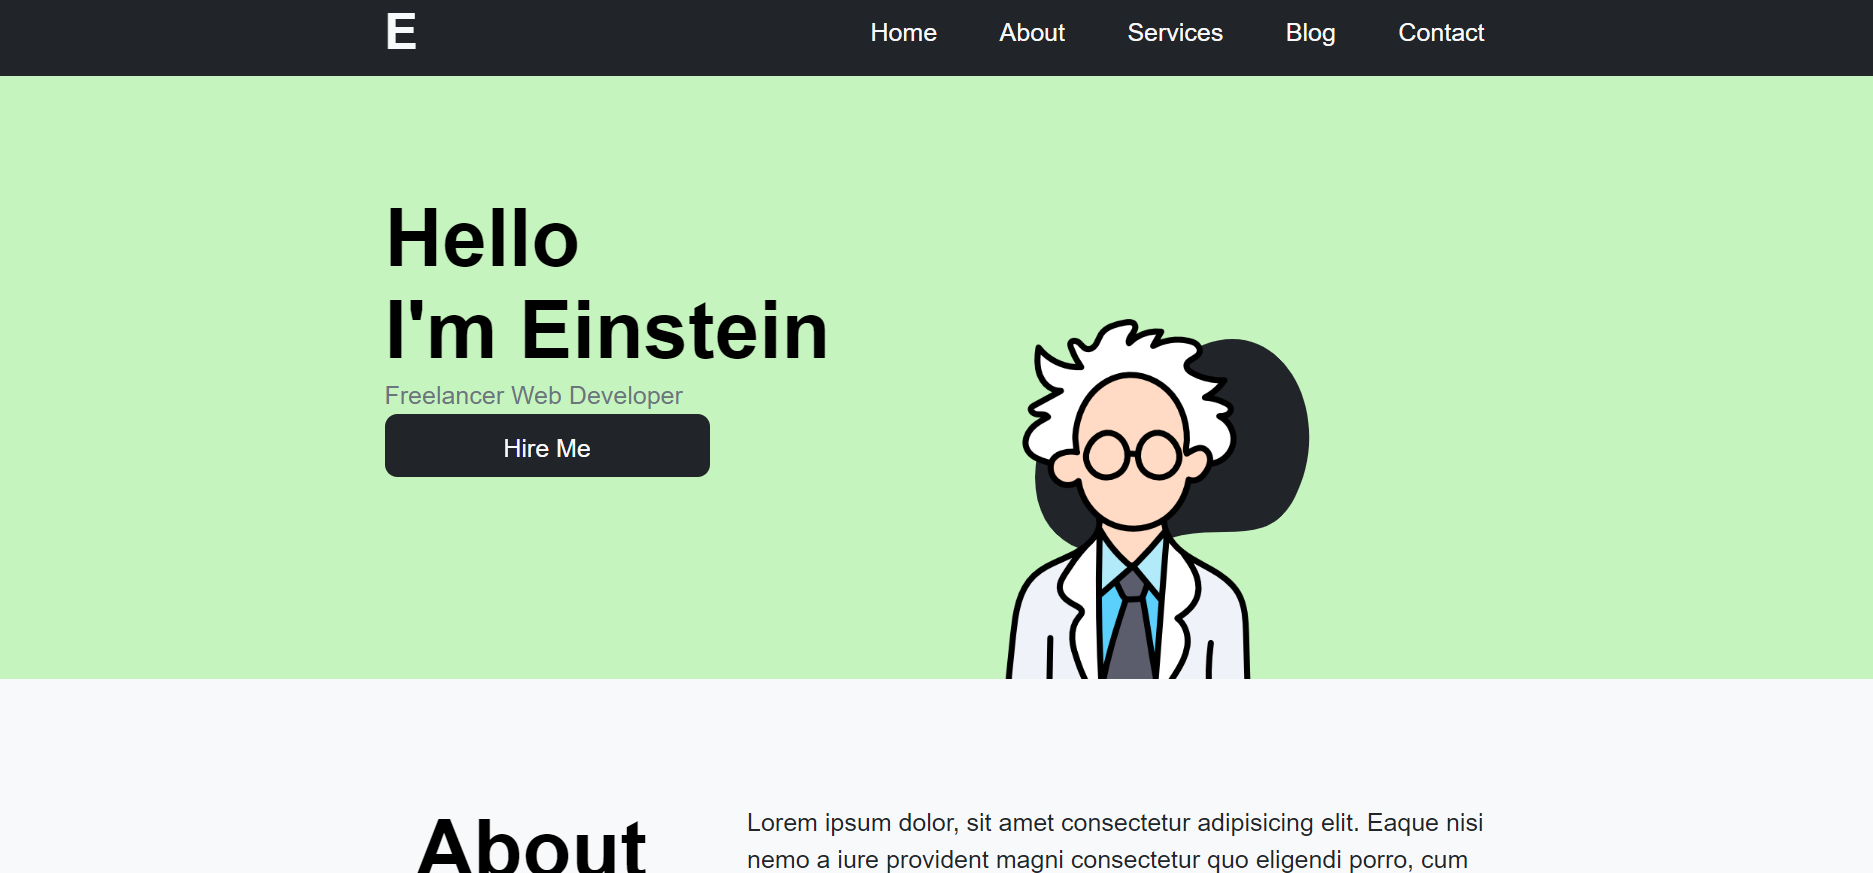 E
Home About Services Blog Contact
Hello
I'm Einstein
Freelancer Web Developer
Hire Me
About
Lorem ipsum dolor, sit amet consectetur adipisicing elit. Eaque nisi
nemo a iure provident magni consectetur quo eligendi porro, cum